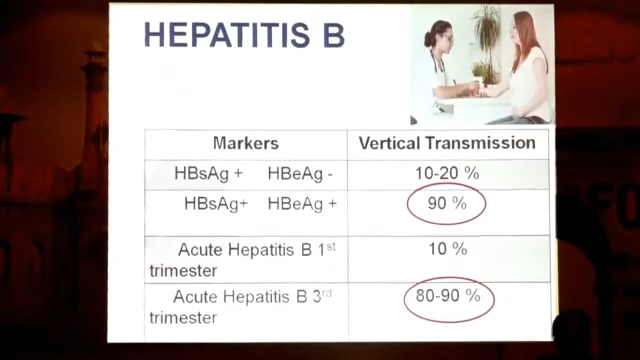 HEPATITIS B
Markers Vertical Transmission
HBsAg + HBeAg - 10-20 %
HBsAg+ HBeAg + 90 %
Acute Hepatitis B 1st 10 %
trimester
Acute Hepatitis B 3rd 80-90 %
trimester